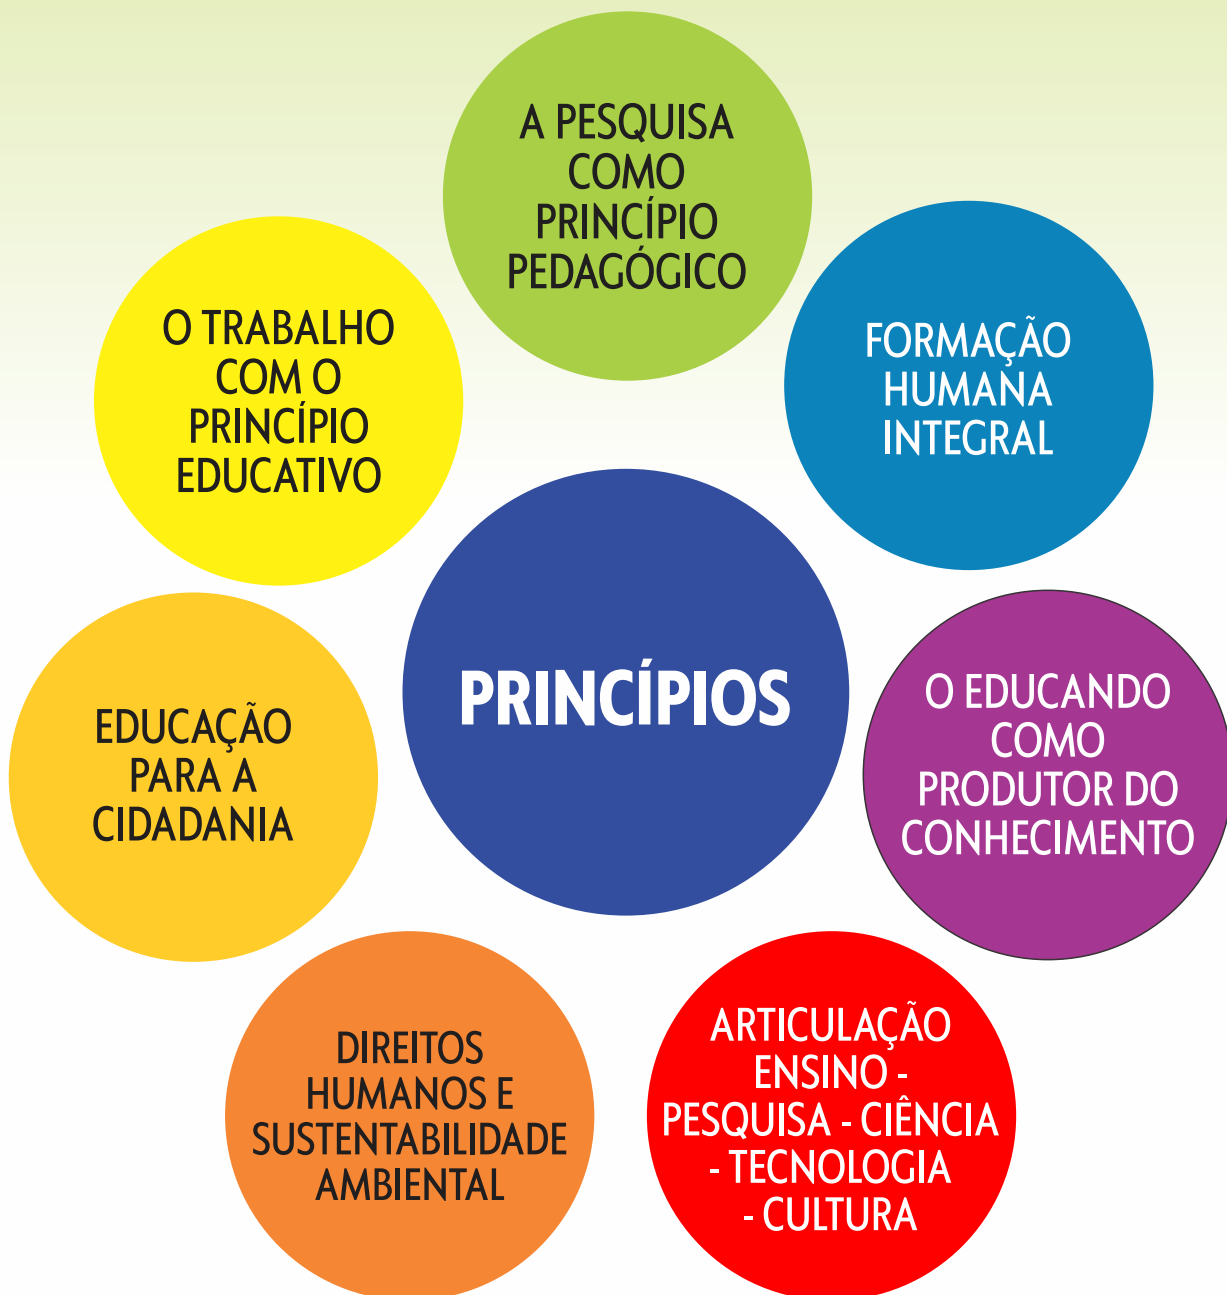 A PESQUISA
COMO
PRINCÍPIO
PEDAGÓGICO
FORMAÇÃO
HUMANA
INTEGRAL
O EDUCANDO
COMO
PRODUTOR DO
CONHECIMENTO
ARTICULAÇÃO
ENSINO -
PESQUISA - CIÊNCIA
- TECNOLOGIA
- CULTURA
DIREITOS
HUMANOS E
SUSTENTABILIDADE
AMBIENTAL
EDUCAÇÃO
PARA A
CIDADANIA
O TRABALHO
COM O
PRINCÍPIO
EDUCATIVO
PRINCÍPIOS